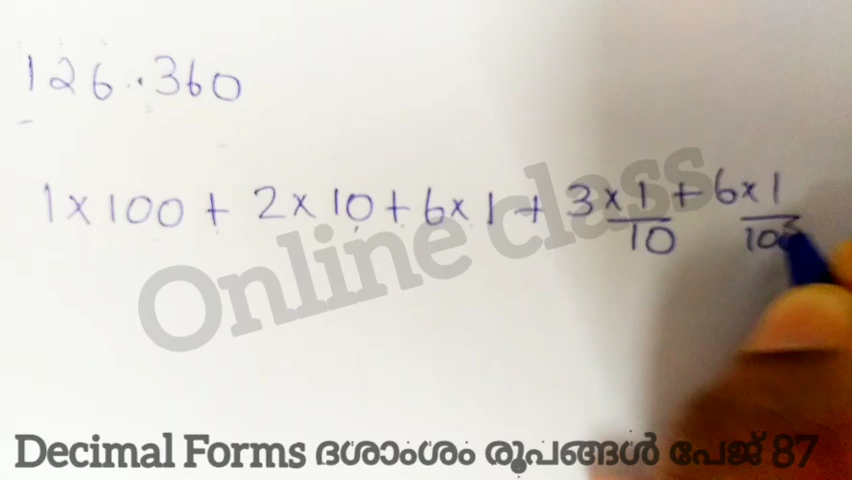 126.360
1 × 100 + 2 × 10 + 6 × 1 + 3 × 1/10 + 6 × 1/100
Online class
Decimal Forms ദശാംശം രൂപങ്ങൾ പേജ് 87